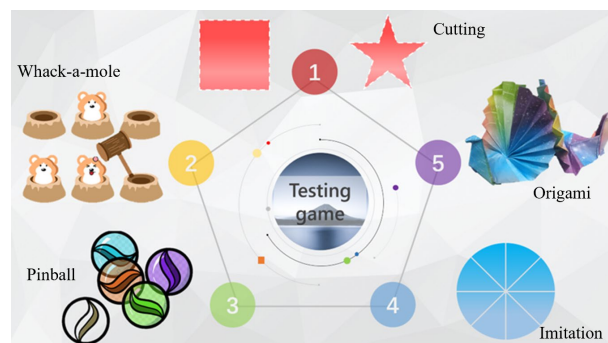 Cutting
Whack-a-mole
1
2
5
Testing
game
Origami
Pinball
3
4
Imitation